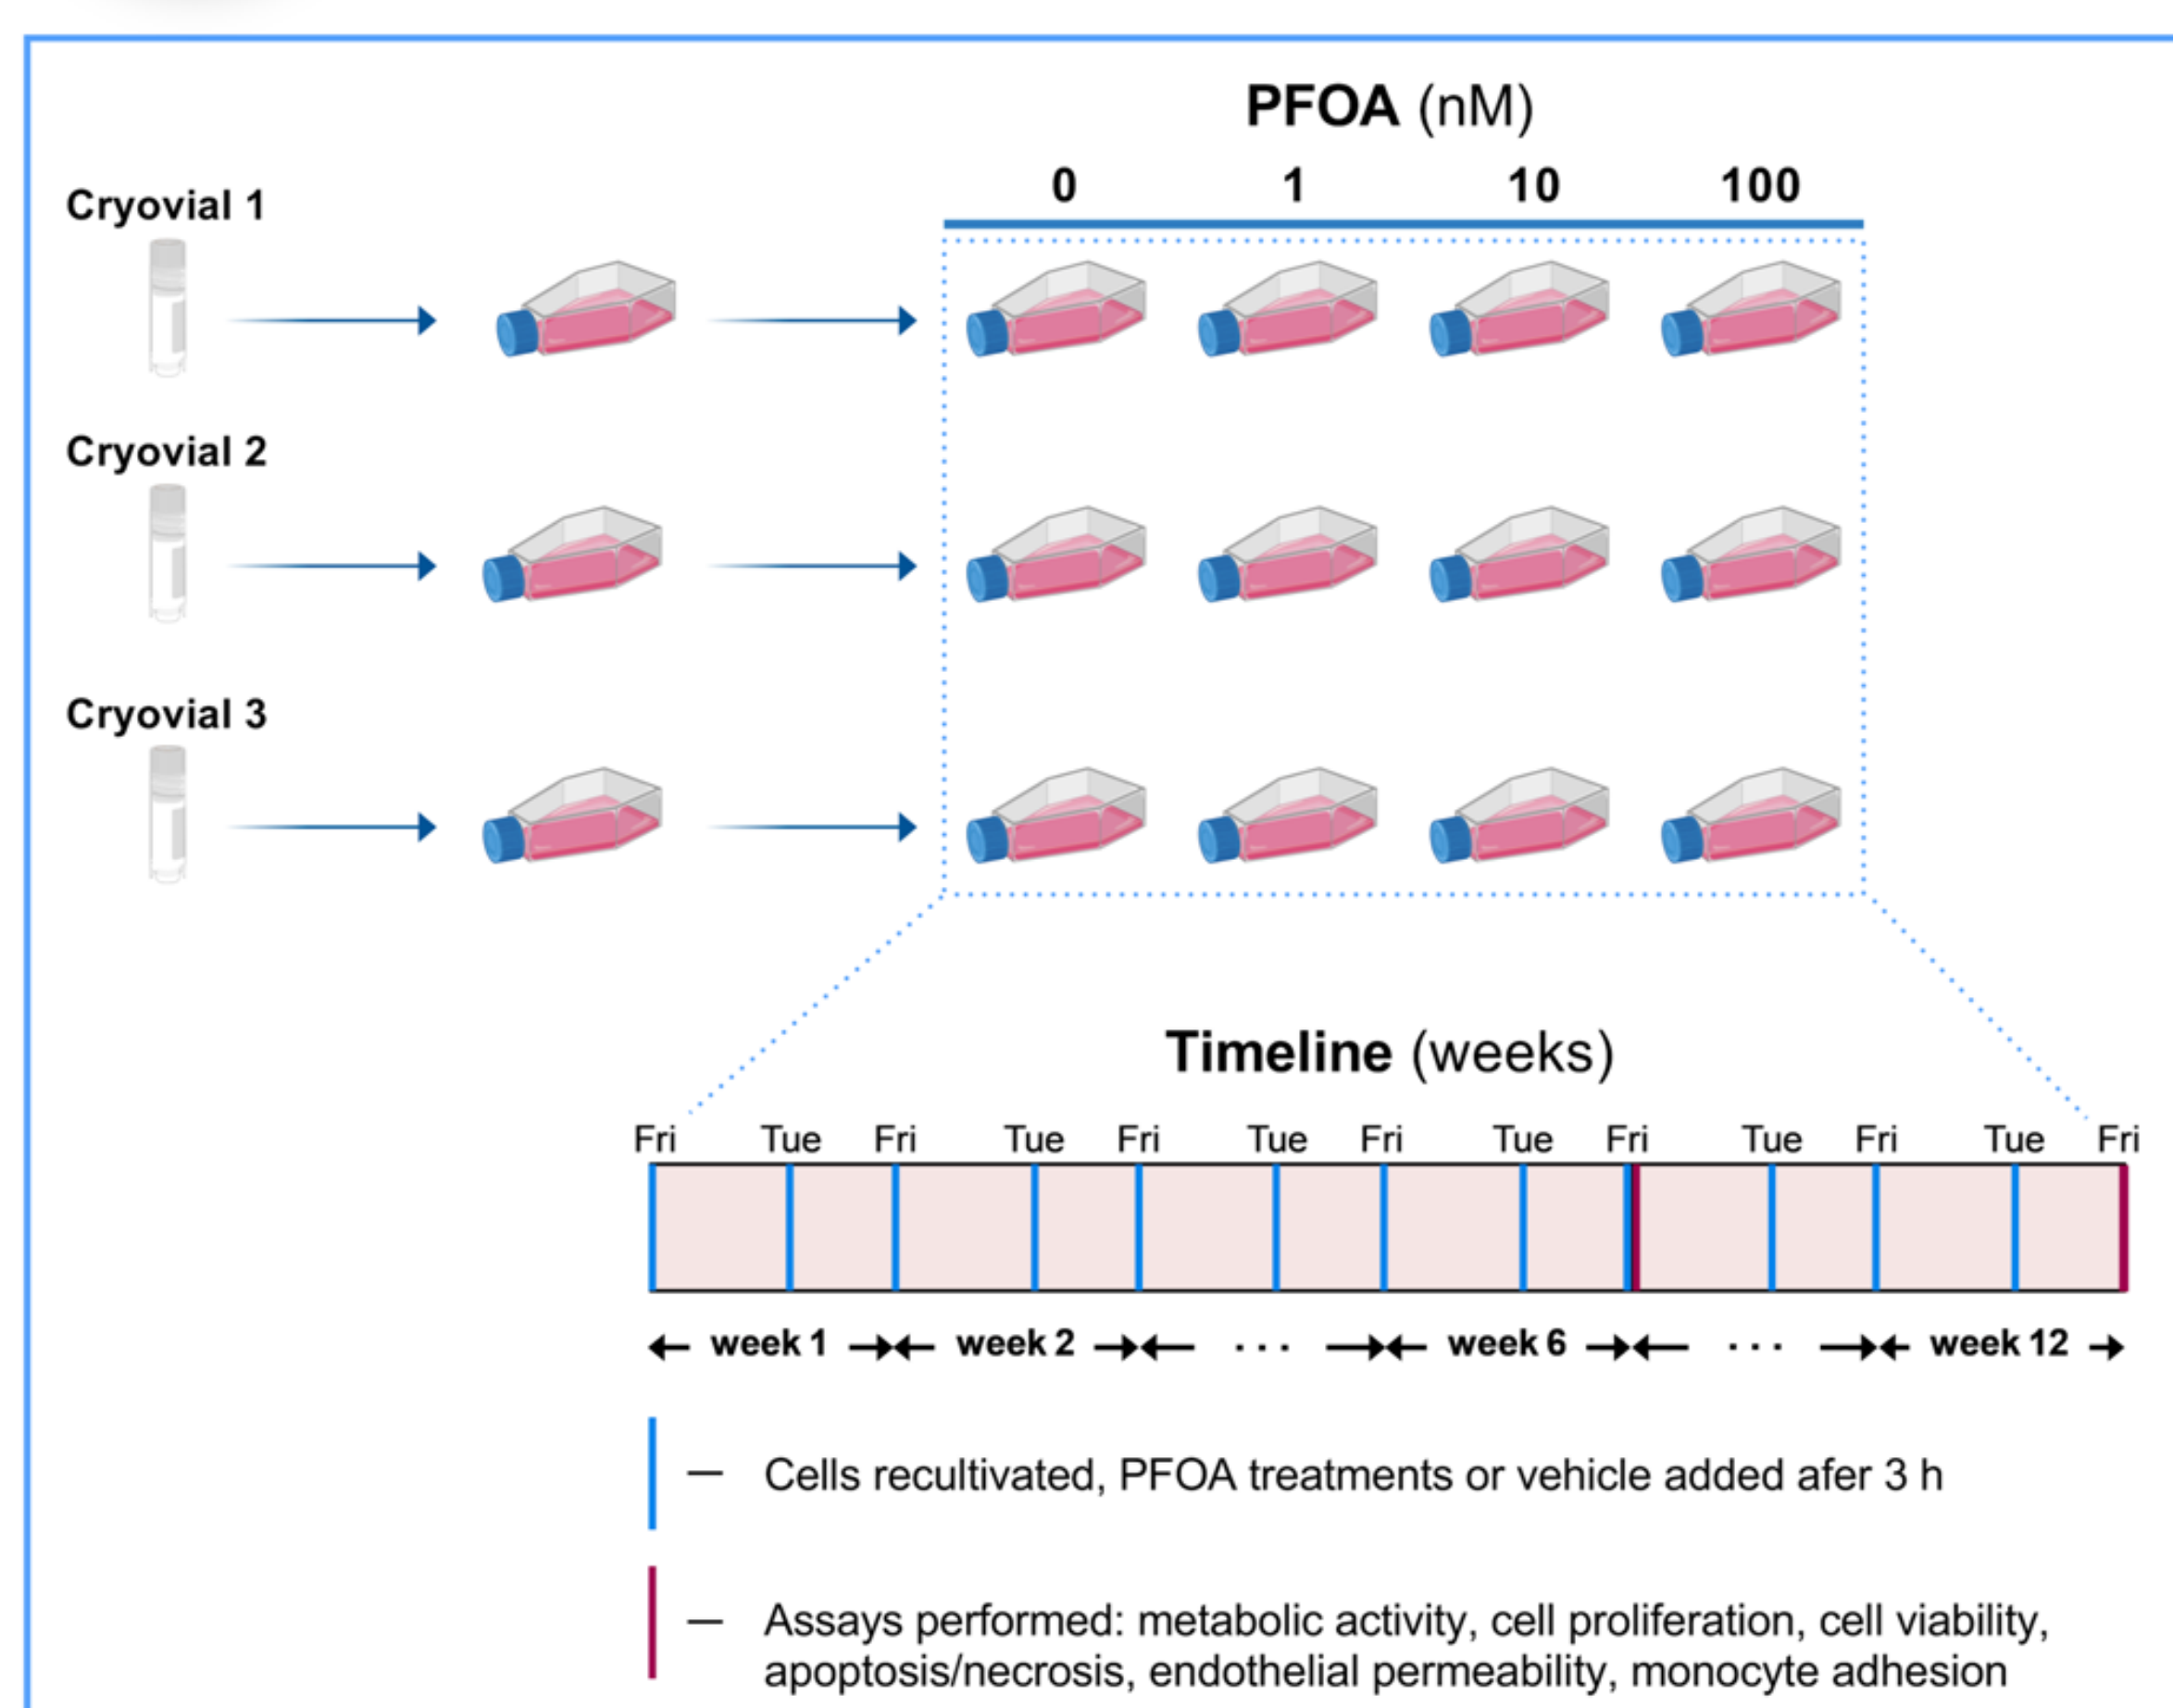 PFOA (nM)
0 1 10 100
Cryovial 1
Cryovial 2
Cryovial 3
Timeline (weeks)
Fri Tue Fri Tue Fri Tue Fri Tue Fri Tue Fri Tue Fri
week 1 week 2 ... week 6 ... week 12
— Cells recultivated, PFOA treatments or vehicle added afer 3 h
— Assays performed: metabolic activity, cell proliferation, cell viability,
apoptosis/necrosis, endothelial permeability, monocyte adhesion